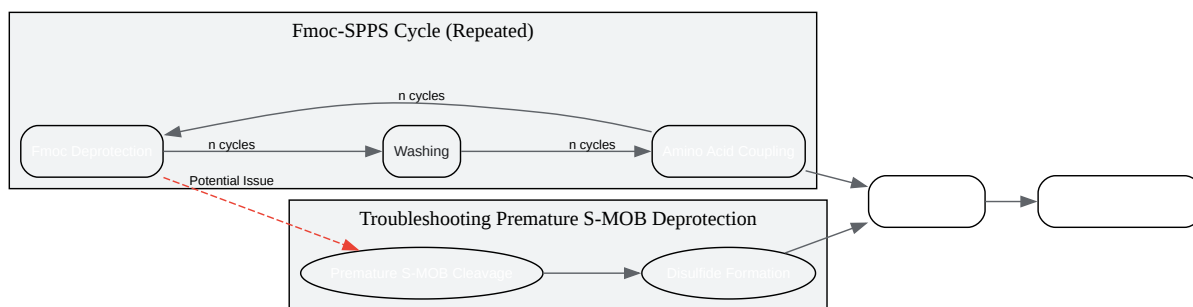 Fmoc-SPPS Cycle (Repeated)
n cycles
Fmoc Deprotection
n cycles
Washing
n cycles
Amino Acid Coupling
Potential Issue
Troubleshooting Premature S-MOB Deprotection
Premature S-MOB Cleavage
Disulfide Formation